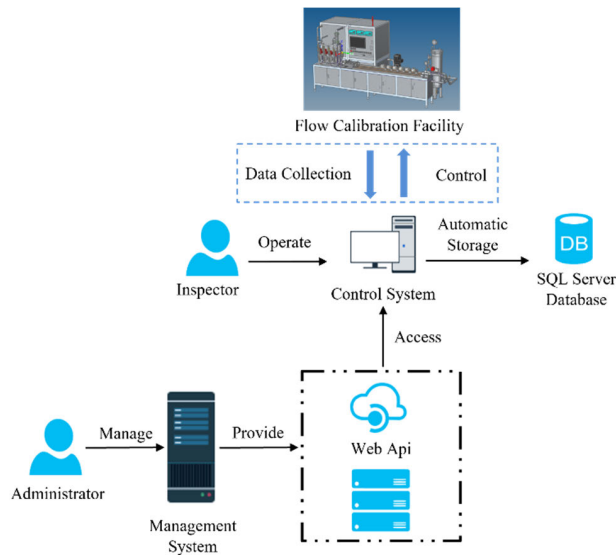 Flow Calibration Facility
Data Collection
Control
Operate
Automatic
Storage
DB
Inspector
Control System
SQL Server
Database
Access
Manage
Provide
Web Api
Administrator
Management
System